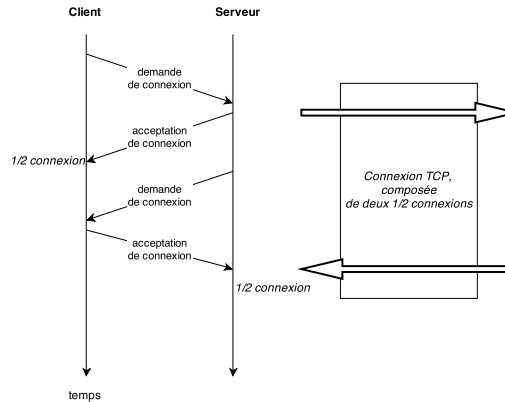 Client
Serveur
demande
de connexion
acceptation
de connexion
1/2 connexion
demande
de connexion
acceptation
de connexion
1/2 connexion
temps
Connexion TCP,
composée
de deux 1/2 connexions